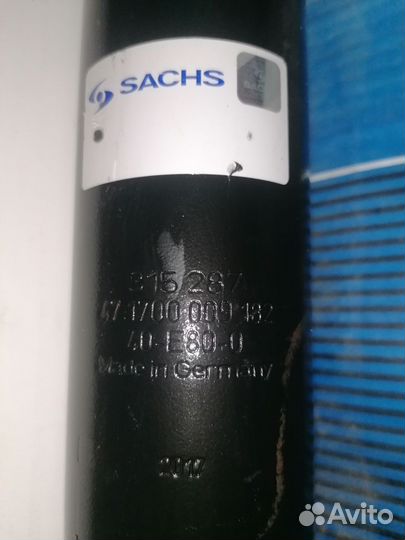 SACHS
315 287
47 1700 009 182
40-E80-0
Made in Germany
2017
Avito